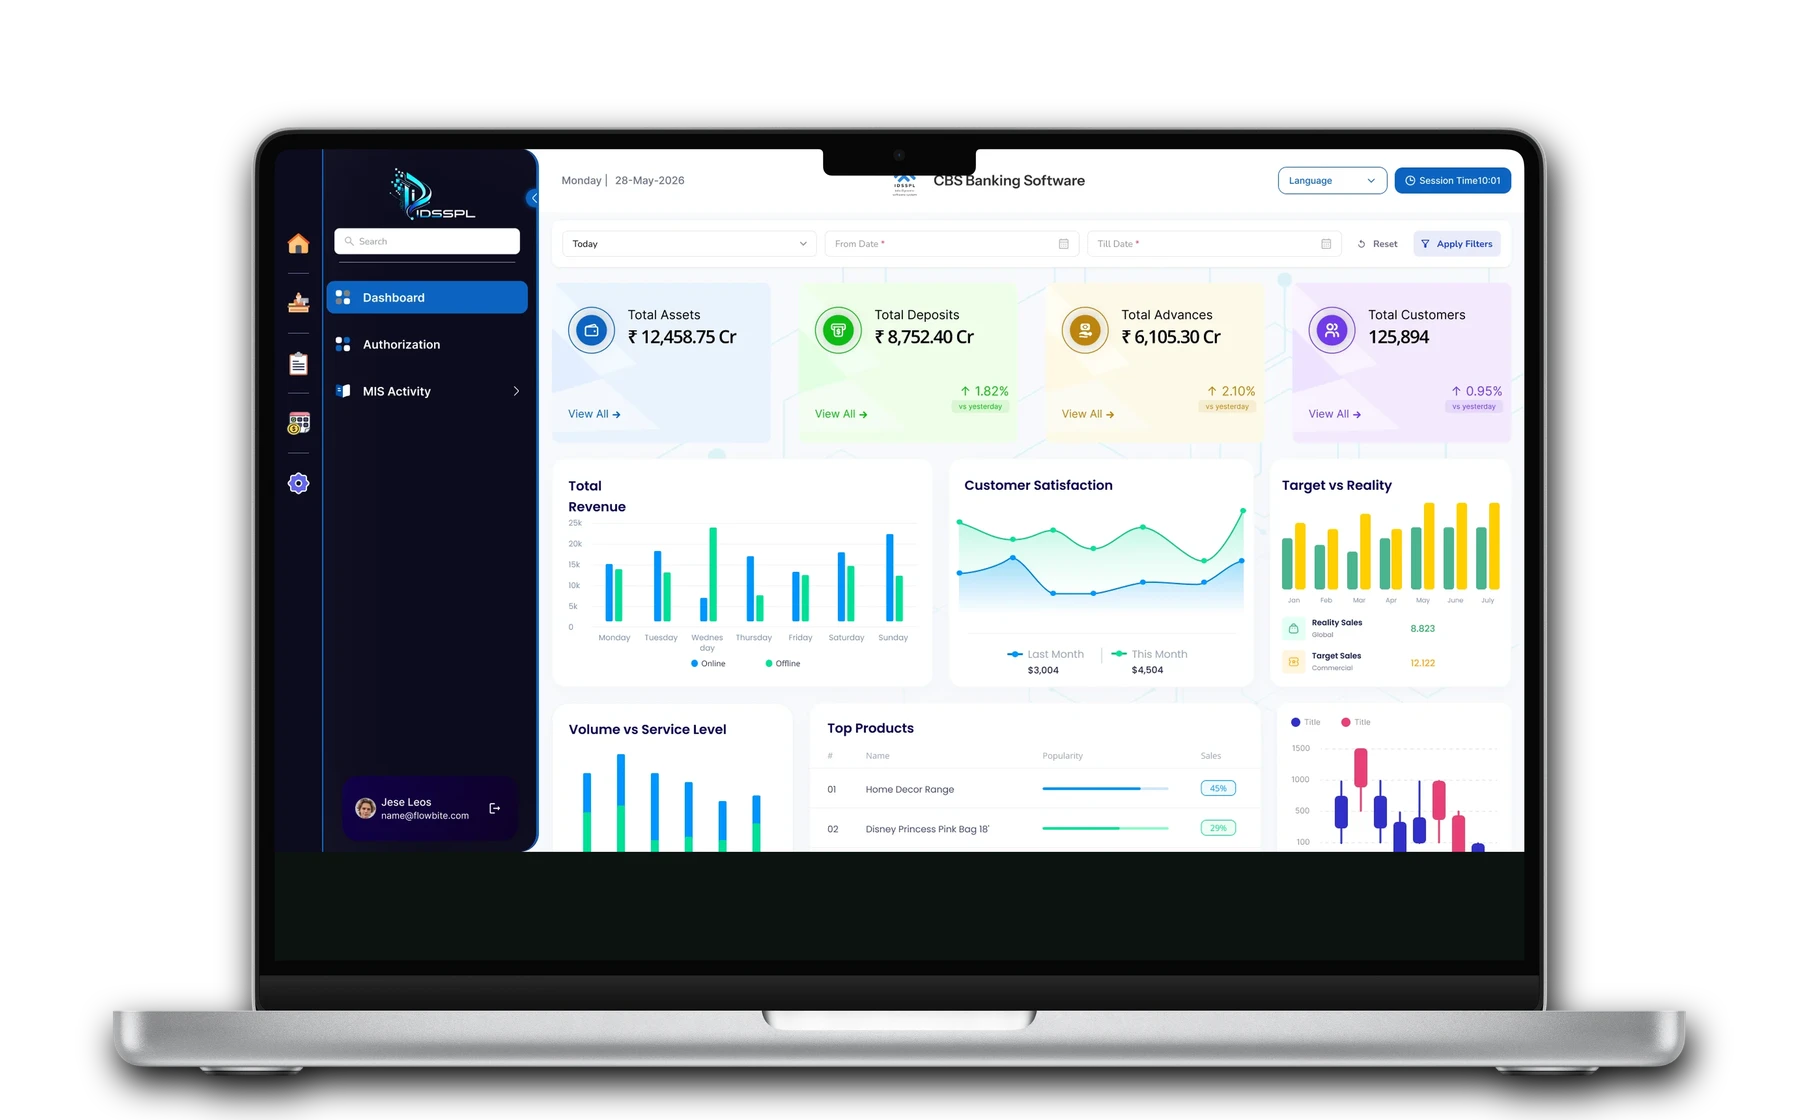 IDSSPL
Search
Dashboard
Authorization
MIS Activity
Jese Leos
name@flowbite.com
Monday | 28-May-2026
IDSSPL
CBS Banking Software
Language
Session Time10:01
Today
From Date *
Till Date *
Reset
Apply Filters
Total Assets
₹ 12,458.75 Cr
View All →
Total Deposits
₹ 8,752.40 Cr
↑ 1.82%
vs yesterday
View All →
Total Advances
₹ 6,105.30 Cr
↑ 2.10%
vs yesterday
View All →
Total Customers
125,894
↑ 0.95%
vs yesterday
View All →
Total
Revenue
25k
20k
15k
10k
5k
0
Monday Tuesday Wednes Thursday Friday Saturday Sunday
day
Online Offline
Customer Satisfaction
Last Month This Month
$3,004 $4,504
Target vs Reality
Jan Feb Mar Apr May June July
Reality Sales
Global
8.823
Target Sales
Commercial
12.122
Volume vs Service Level
Top Products
# Name Popularity Sales
01 Home Decor Range 45%
02 Disney Princess Pink Bag 18' 29%
Title Title
1500
1000
500
100